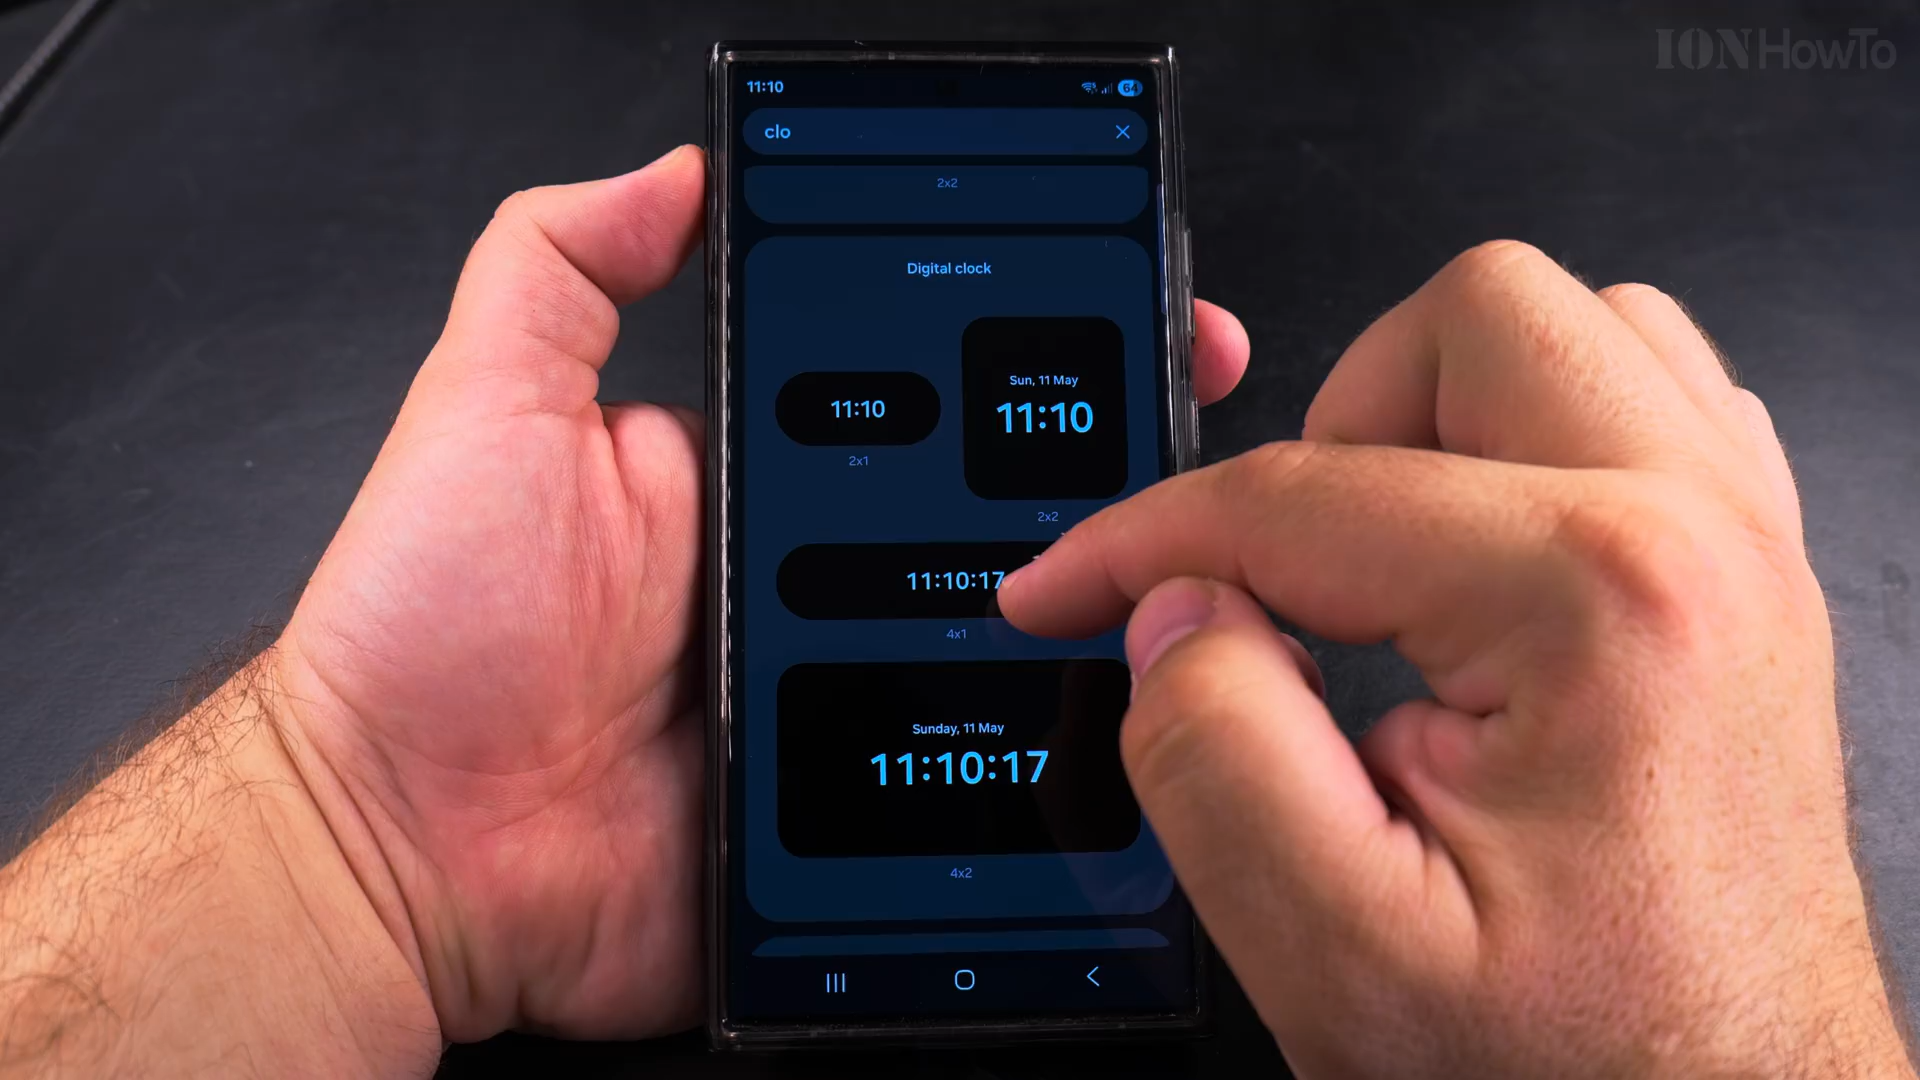 IONHowTo
11:10
64
clo
2x2
Digital clock
11:10
2x1
Sun, 11 May
11:10
2x2
11:10:17
4x1
Sunday, 11 May
11:10:17
4x2